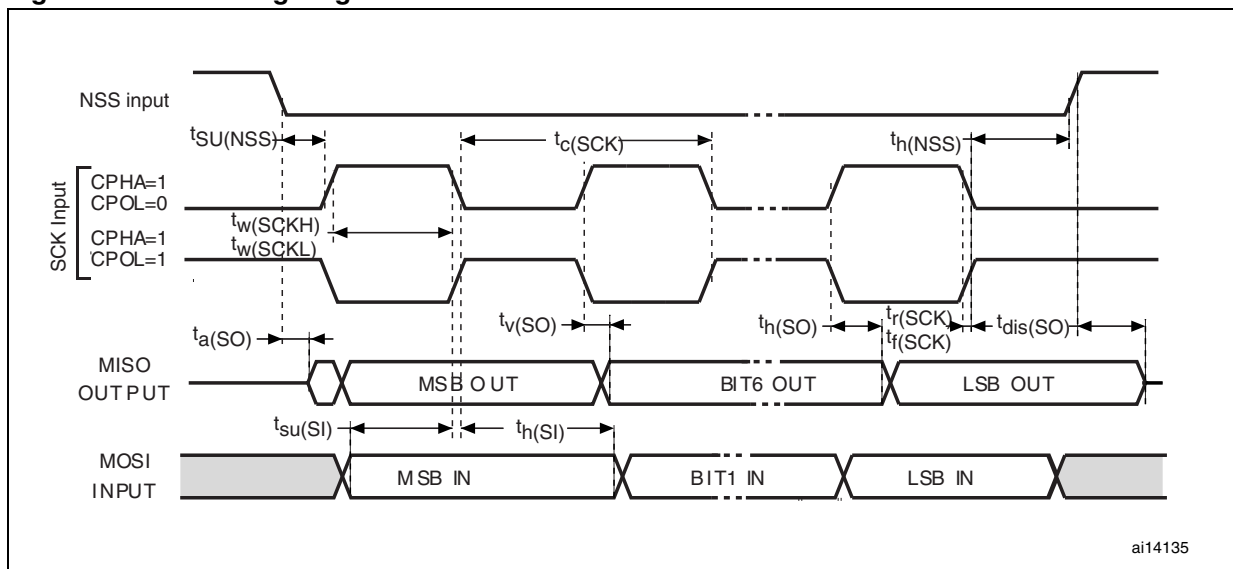 NSS input
tSU(NSS)
tc(SCK)
th(NSS)
SCK Input
CPHA=1
CPOL=0
tw(SCKH)
tw(SCKL)
CPHA=1
CPOL=1
ta(SO)
tv(SO)
th(SO)
tr(SCK)
tf(SCK)
tdis(SO)
MISO
OUTPUT
MSB OUT
BIT6 OUT
LSB OUT
tsu(SI)
th(SI)
MOSI
INPUT
MSB IN
BIT1 IN
LSB IN
ai14135